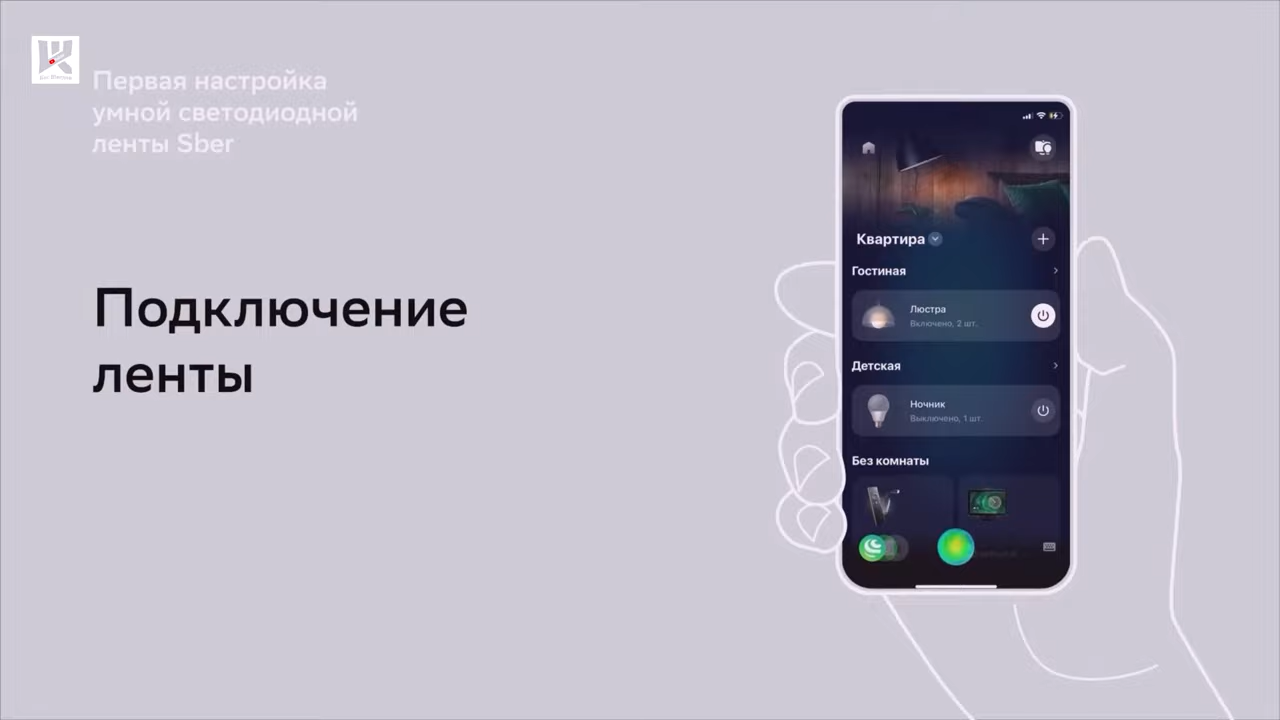 Первая настройка
умной светодиодной
ленты Sber
Подключение
ленты
Квартира
Гостиная
Люстра
Включено, 2 шт.
Детская
Ночник
Выключено, 1 шт.
Без комнаты